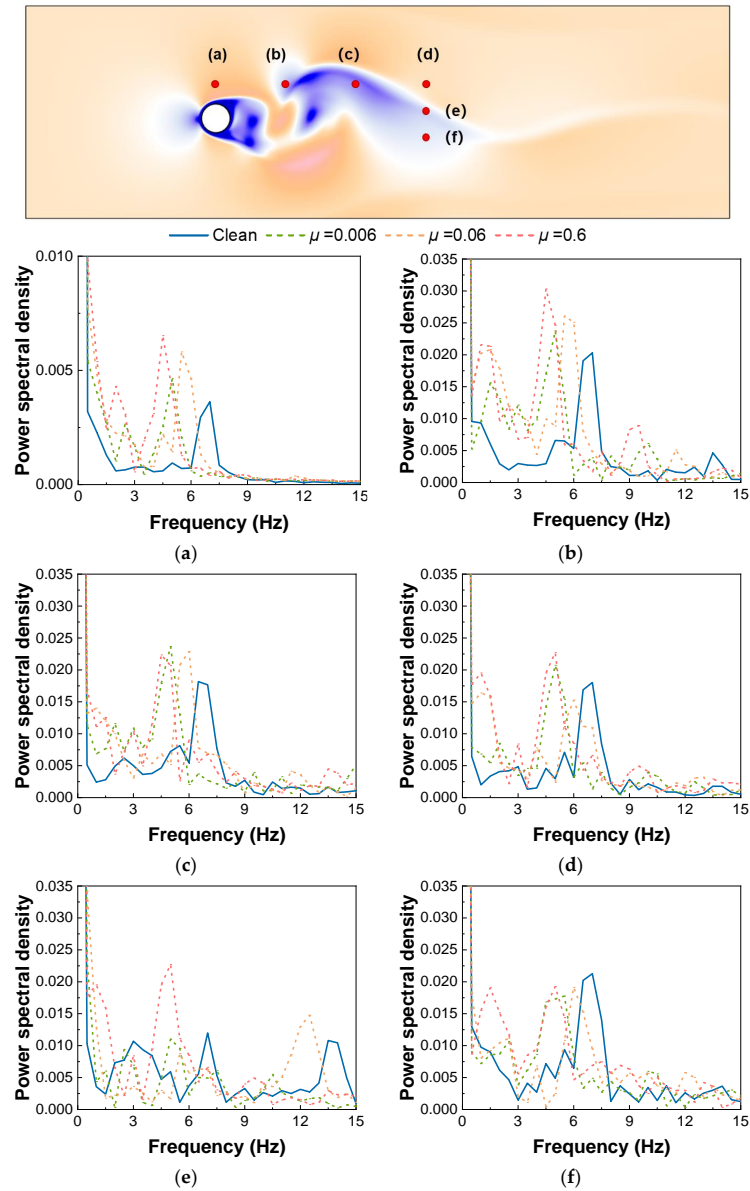 (a) (b) (c) (d)
(e)
(f)
Clean μ =0.006 μ =0.06 μ =0.6
0.010
0.005
0.000
Power spectral density
0 3 6 9 12 15
Frequency (Hz)
(a)
0.035
0.030
0.025
0.020
0.015
0.010
0.005
0.000
Power spectral density
0 3 6 9 12 15
Frequency (Hz)
(b)
0.035
0.030
0.025
0.020
0.015
0.010
0.005
0.000
Power spectral density
0 3 6 9 12 15
Frequency (Hz)
(c)
0.035
0.030
0.025
0.020
0.015
0.010
0.005
0.000
Power spectral density
0 3 6 9 12 15
Frequency (Hz)
(d)
0.035
0.030
0.025
0.020
0.015
0.010
0.005
0.000
Power spectral density
0 3 6 9 12 15
Frequency (Hz)
(e)
0.035
0.030
0.025
0.020
0.015
0.010
0.005
0.000
Power spectral density
0 3 6 9 12 15
Frequency (Hz)
(f)